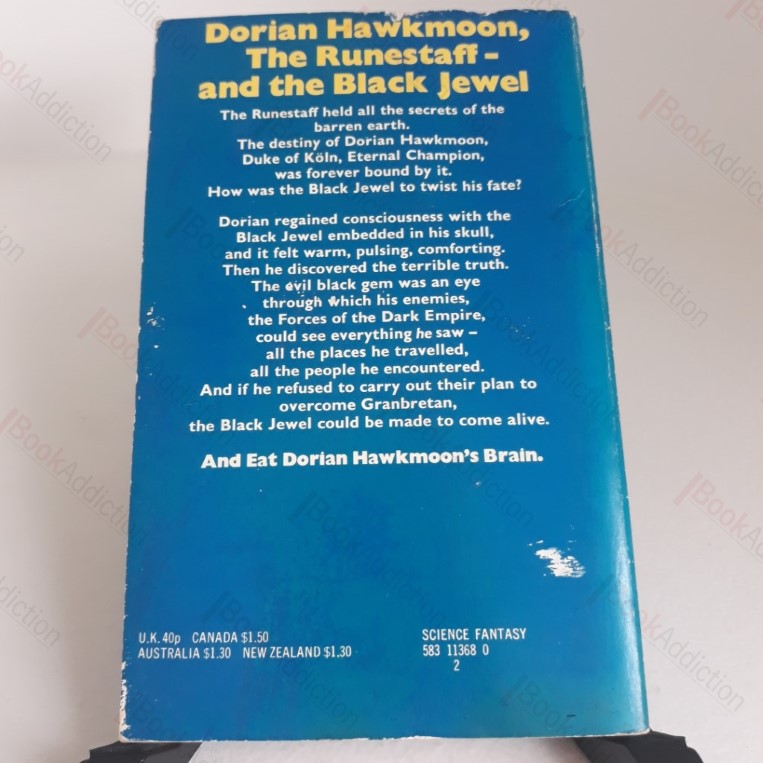 Dorian Hawkmoon,
The Runestaff –
and the Black Jewel
The Runestaff held all the secrets of the
barren earth.
The destiny of Dorian Hawkmoon,
Duke of Köln, Eternal Champion,
was forever bound by it.
How was the Black Jewel to twist his fate?
Dorian regained consciousness with the
Black Jewel embedded in his skull,
and it felt warm, pulsing, comforting.
Then he discovered the terrible truth.
The evil black gem was an eye
through which his enemies,
the Forces of the Dark Empire,
could see everything he saw –
all the places he travelled,
all the people he encountered.
And if he refused to carry out their plan to
overcome Granbretan,
the Black Jewel could be made to come alive.
And Eat Dorian Hawkmoon's Brain.
U.K. 40p CANADA $1.50
AUSTRALIA $1.30 NEW ZEALAND $1.30
SCIENCE FANTASY
583 11368 0
2
BookAddiction